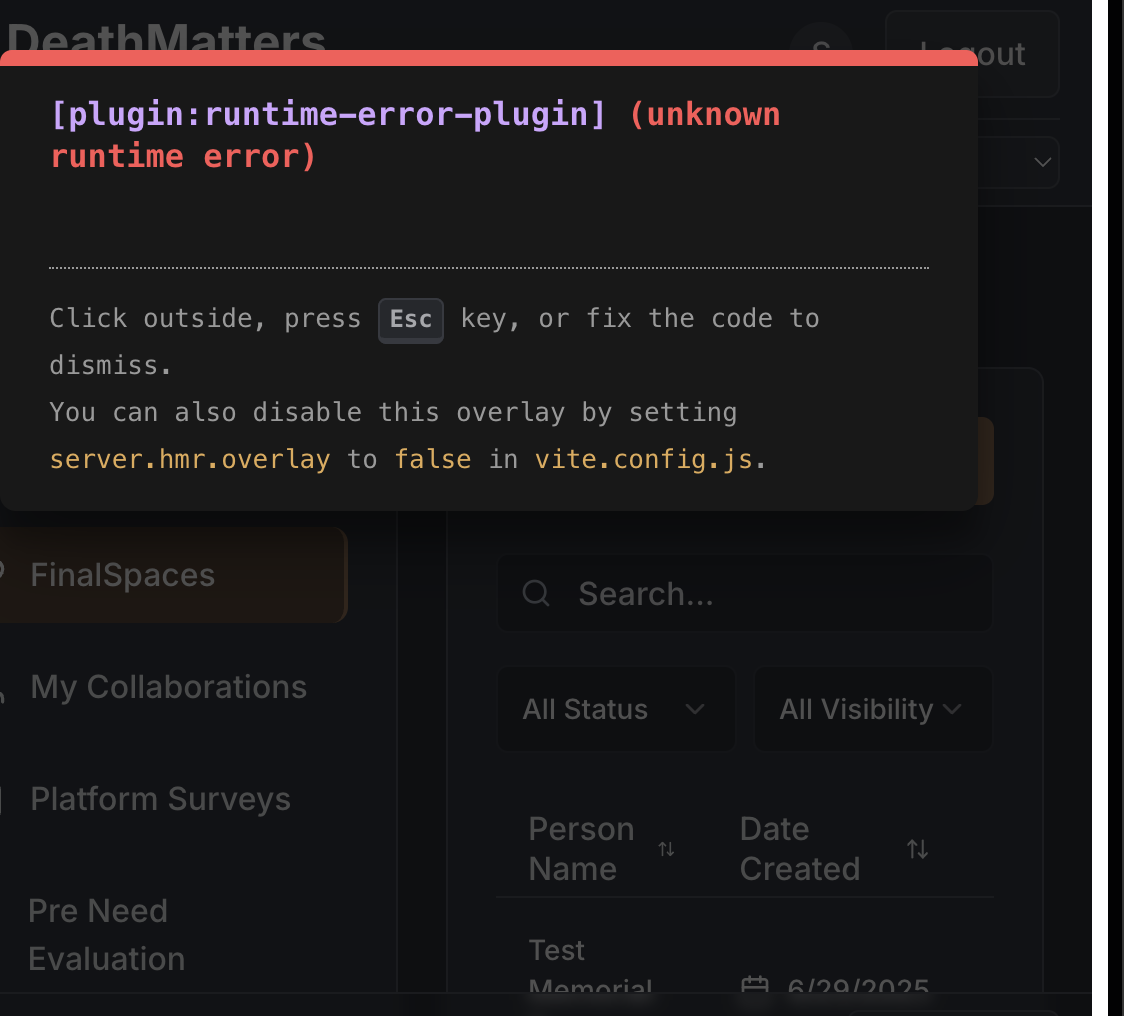 DeathMatters
Logout
[plugin:runtime-error-plugin] (unknown
runtime error)
Click outside, press Esc key, or fix the code to
dismiss.
You can also disable this overlay by setting
server.hmr.overlay to false in vite.config.js.
FinalSpaces
My Collaborations
Platform Surveys
Pre Need
Evaluation
Search...
All Status
All Visibility
Person
Name
Date
Created
Test
Memorial
6/29/2025